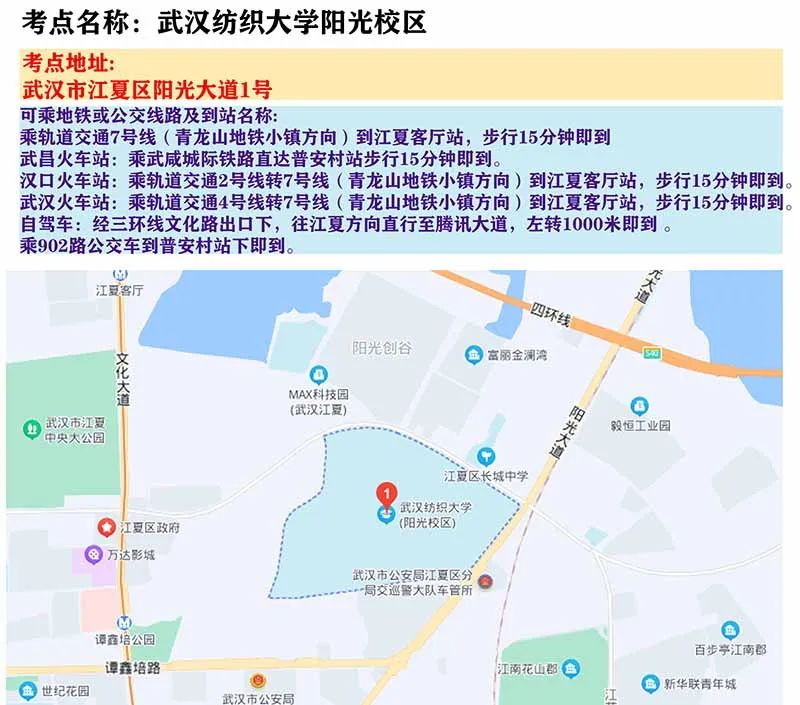 考点名称：武汉纺织大学阳光校区
考点地址:
武汉市江夏区阳光大道1号
可乘地铁或公交线路及到站名称:
乘轨道交通7号线（青龙山地铁小镇方向）到江夏客厅站，步行15分钟即到
武昌火车站：乘武咸城际铁路直达普安村站步行15分钟即到。
汉口火车站：乘轨道交通2号线转7号线（青龙山地铁小镇方向）到江夏客厅站，步行15分钟即到。
武汉火车站：乘轨道交通4号线转7号线（青龙山地铁小镇方向）到江夏客厅站，步行15分钟即到。
自驾车：经三环线文化路出口下，往江夏方向直行至腾讯大道，左转1000米即到 。
乘902路公交车到普安村站下即到。
江夏客厅
光大道
四环线
S40
阳光创谷
富丽金澜湾
文化大道
MAX科技园
(武汉江夏)
毅恒工业园
阳光大道
武汉市江夏
中央大公园
江夏区长城中学
1
武汉纺织大学
(阳光校区)
江夏区政府
万达影城
武汉市公安局江夏区分
局交巡警大队车管所
谭鑫培公园
百步亭江南郡
谭鑫培路
江南花山郡
世纪花园
武汉市公安局
新华联青年城
江